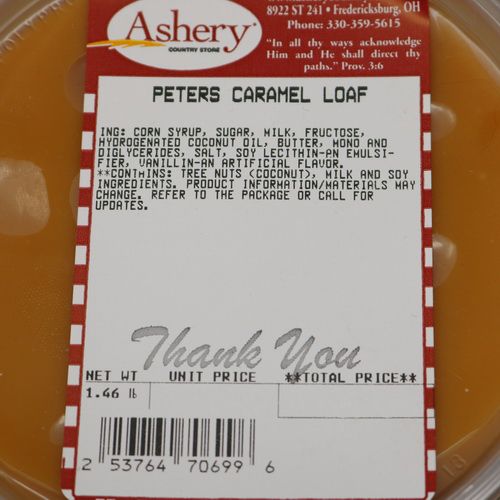 Ashery
COUNTRY STORE
8922 ST 241 • Fredericksburg, OH
Phone: 330-359-5615
"In all thy ways acknowledge
Him and He shall direct thy
paths." Prov. 3:6
PETERS CARAMEL LOAF
ING: CORN SYRUP, SUGAR, MILK, FRUCTOSE,
HYDROGENATED COCONUT OIL, BUTTER, MONO AND
DIGLYCERIDES, SALT, SOY LECITHIN-AN EMULSI-
FIER, VANILLIN-AN ARTIFICIAL FLAVOR.
**CONTAINS: TREE NUTS (COCONUT), MILK AND SOY
INGREDIENTS. PRODUCT INFORMATION/MATERIALS MAY
CHANGE. REFER TO THE PACKAGE OR CALL FOR
UPDATES.
Thank You
NET WT UNIT PRICE **TOTAL PRICE**
1.46 lb
2 53764 70699 6